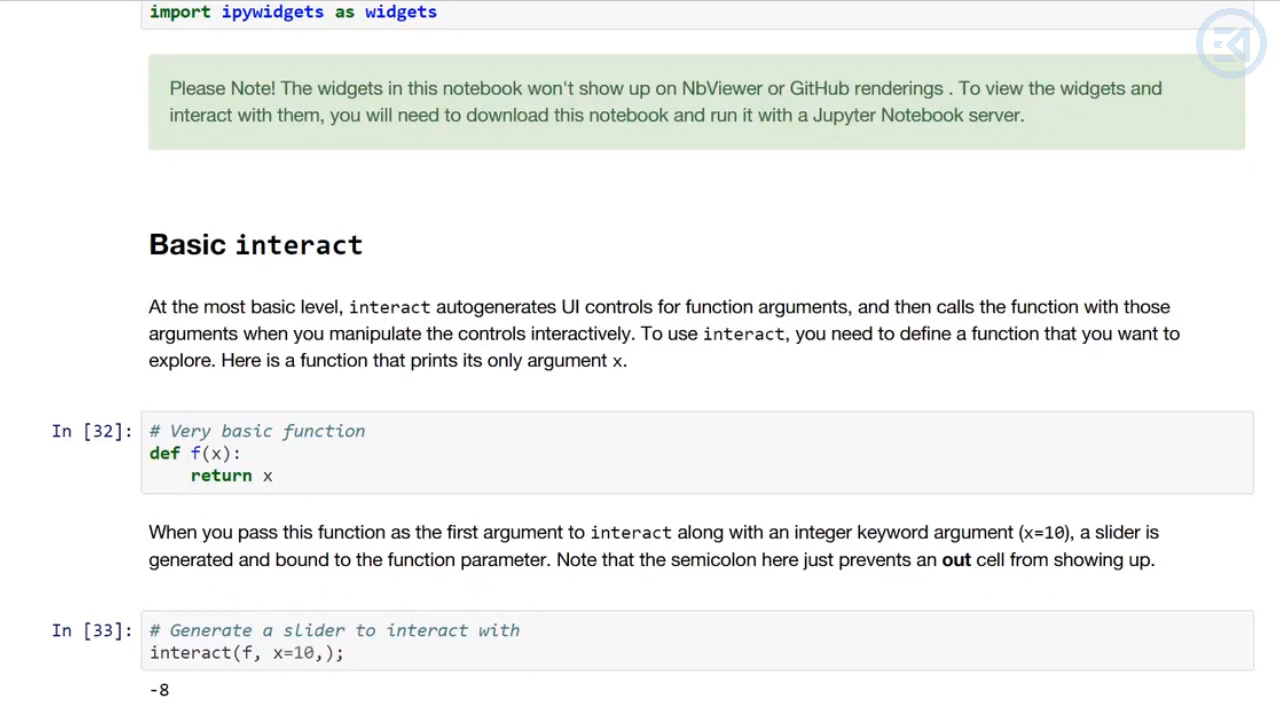 import ipywidgets as widgets
Please Note! The widgets in this notebook won't show up on NbViewer or GitHub renderings . To view the widgets and
interact with them, you will need to download this notebook and run it with a Jupyter Notebook server.
Basic interact
At the most basic level, interact autogenerates UI controls for function arguments, and then calls the function with those
arguments when you manipulate the controls interactively. To use interact, you need to define a function that you want to
explore. Here is a function that prints its only argument x.
In [32]: # Very basic function
def f(x):
    return x
When you pass this function as the first argument to interact along with an integer keyword argument (x=10), a slider is
generated and bound to the function parameter. Note that the semicolon here just prevents an out cell from showing up.
In [33]: # Generate a slider to interact with
interact(f, x=10,);
-8